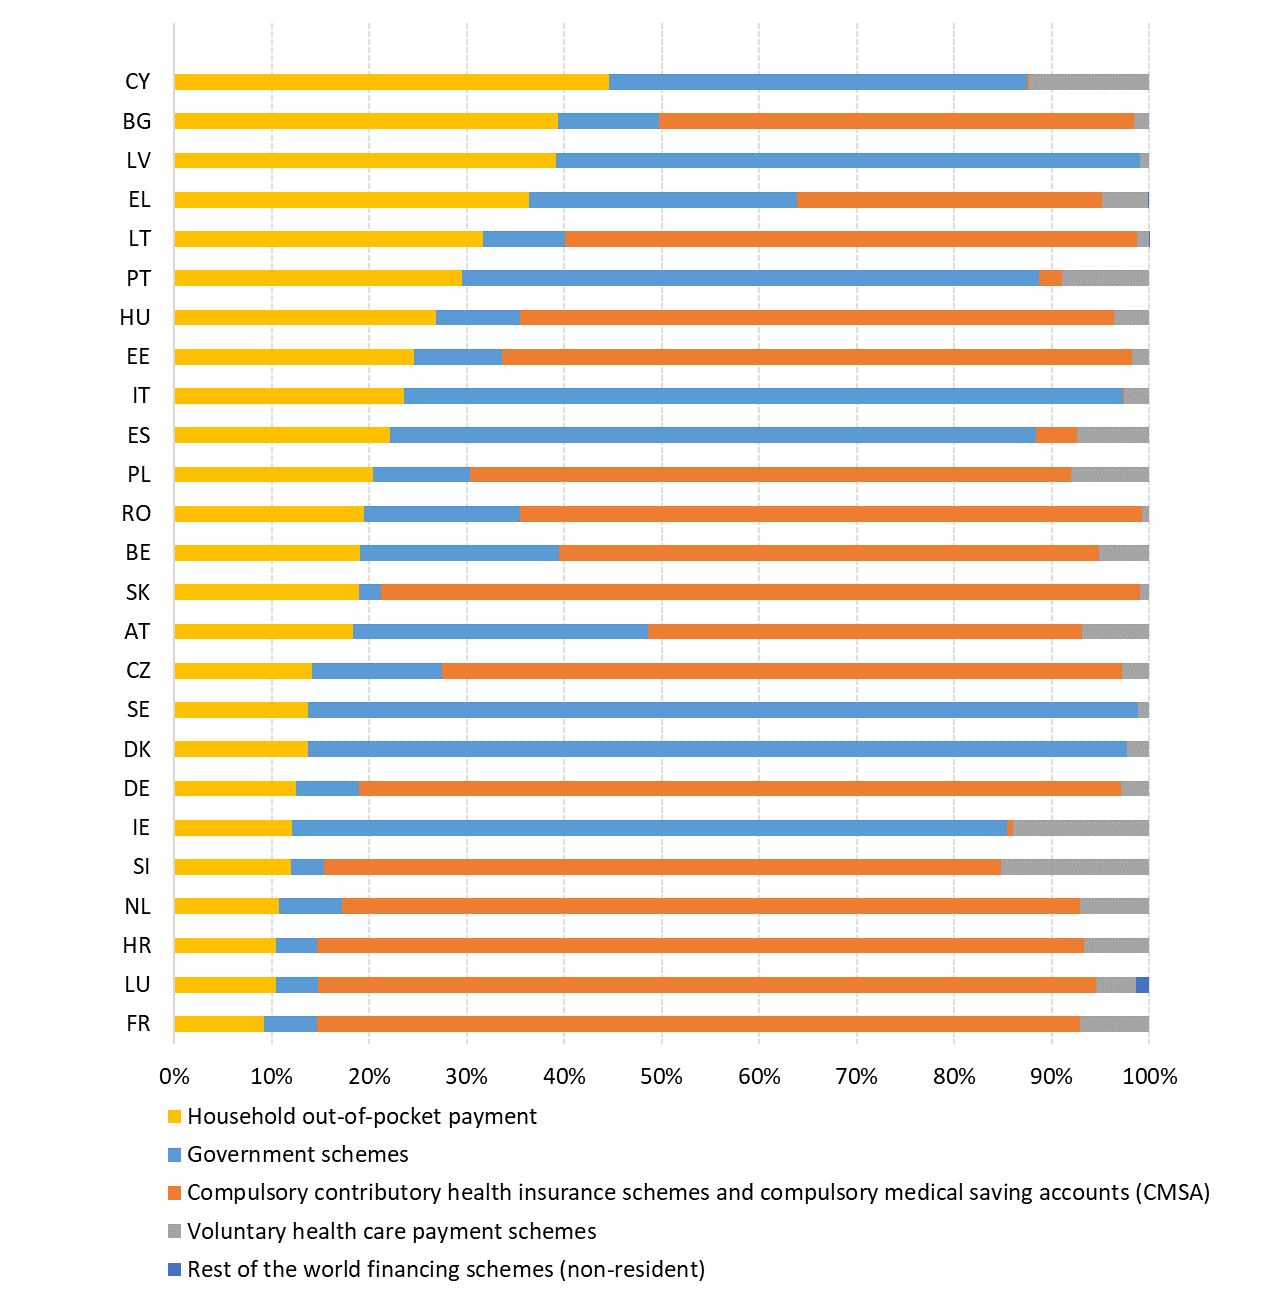 CY
BG
LV
EL
LT
PT
HU
EE
IT
ES
PL
RO
BE
SK
AT
CZ
SE
DK
DE
IE
SI
NL
HR
LU
FR
0% 10% 20% 30% 40% 50% 60% 70% 80% 90% 100%
Household out-of-pocket payment
Government schemes
Compulsory contributory health insurance schemes and compulsory medical saving accounts (CMSA)
Voluntary health care payment schemes
Rest of the world financing schemes (non-resident)